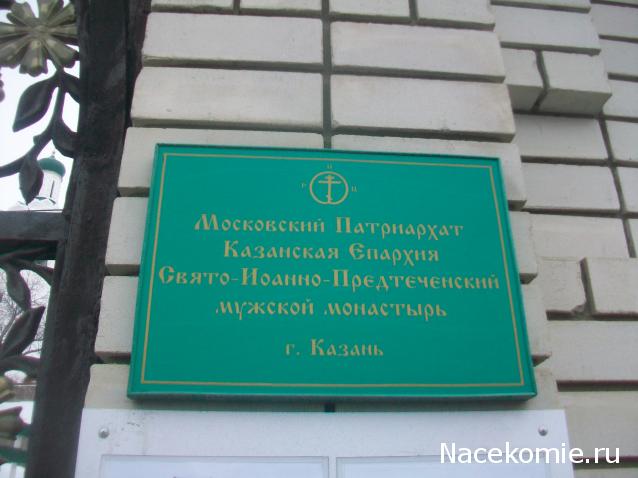 Р Ц Ц
Московский Патриархат
Казанская Епархия
Свято-Иоанно-Предтеченский
мужской монастырь
г. Казань
Nacekomie.ru